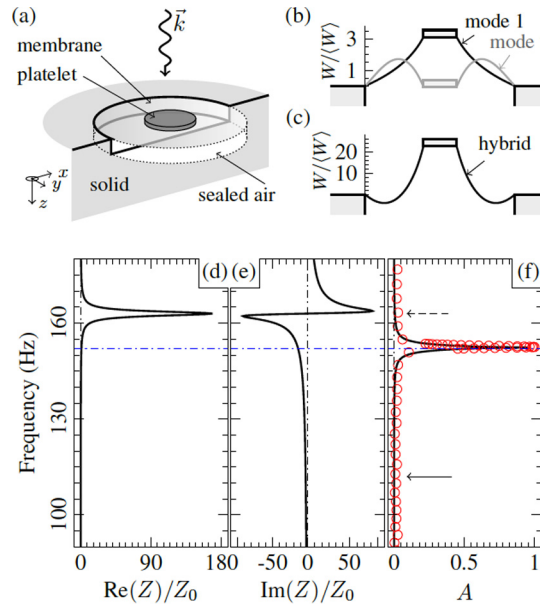 (a)
k
membrane
platelet
x
y
z
solid
sealed air
(b)
W/⟨W⟩
3
1
mode 1
mode
(c)
W/⟨W⟩
20
10
hybrid
(d)
(e)
(f)
Frequency (Hz)
160
130
100
0 90 180
-50 0 50
0 0.5 1
Re(Z)/Z₀
Im(Z)/Z₀
A